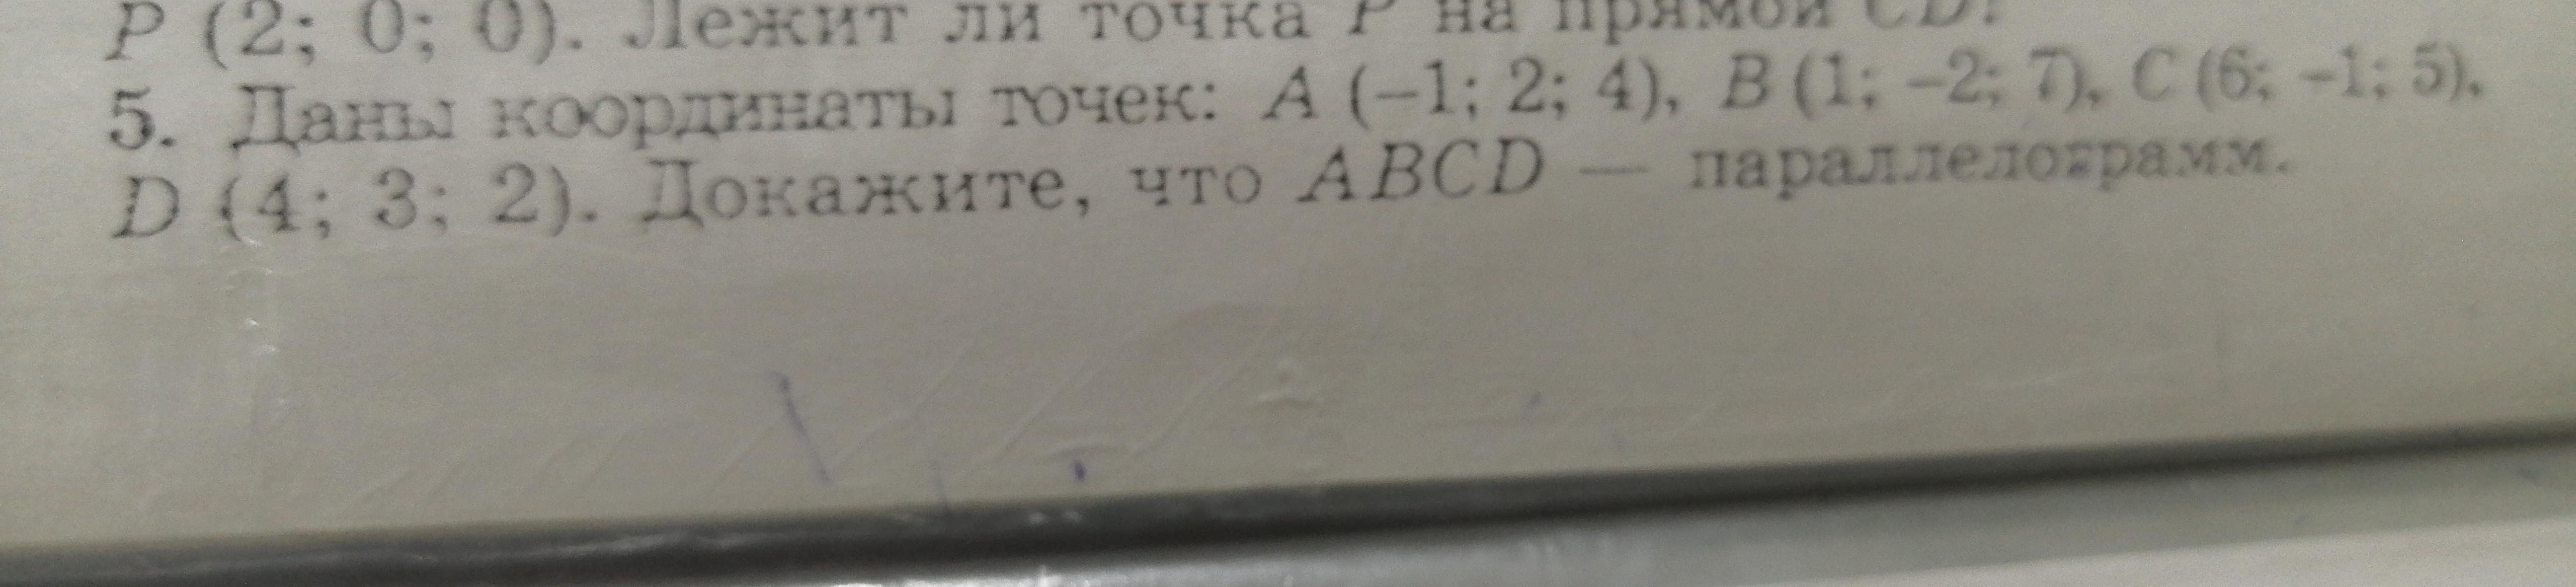 P (2; 0; 0). Лежит ли точка P на прямой CD?
5. Даны координаты точек: A (−1; 2; 4), B (1; −2; 7), C (6; −1; 5),
D (4; 3; 2). Докажите, что ABCD — параллелограмм.